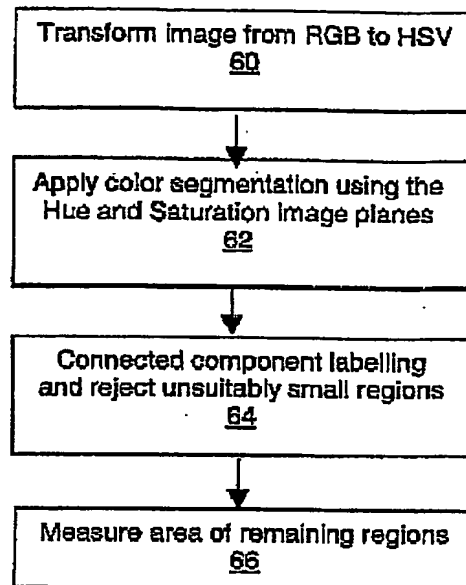 Transform image from RGB to HSV
60
Apply color segmentation using the
Hue and Saturation image planes
62
Connected component labelling
and reject unsuitably small regions
64
Measure area of remaining regions
66